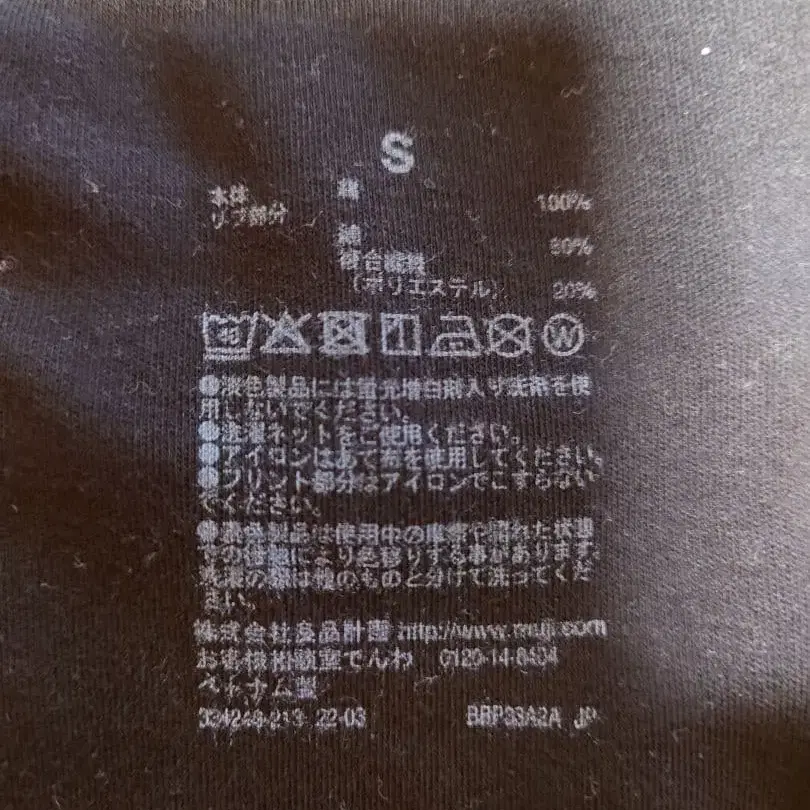 S
本体 綿 100%
リブ部分 綿 80%
複合繊維
(ポリエステル) 20%
40
W
●淡色製品には蛍光増白剤入り洗剤を使
用しないでください。
●洗濯ネットをご使用ください。
●アイロンはあて布を使用してください。
●プリント部分はアイロンでこすらない
でください。
●濃色製品は使用中の摩擦や濡れた状態
での接触により色移りする事があります。
洗濯の際は他のものと分けて洗ってくだ
さい。
株式会社良品計画 http://www.muji.com
お客様相談室でんわ 0120-14-6404
ベトナム製
22-03 BBP33A2A JP